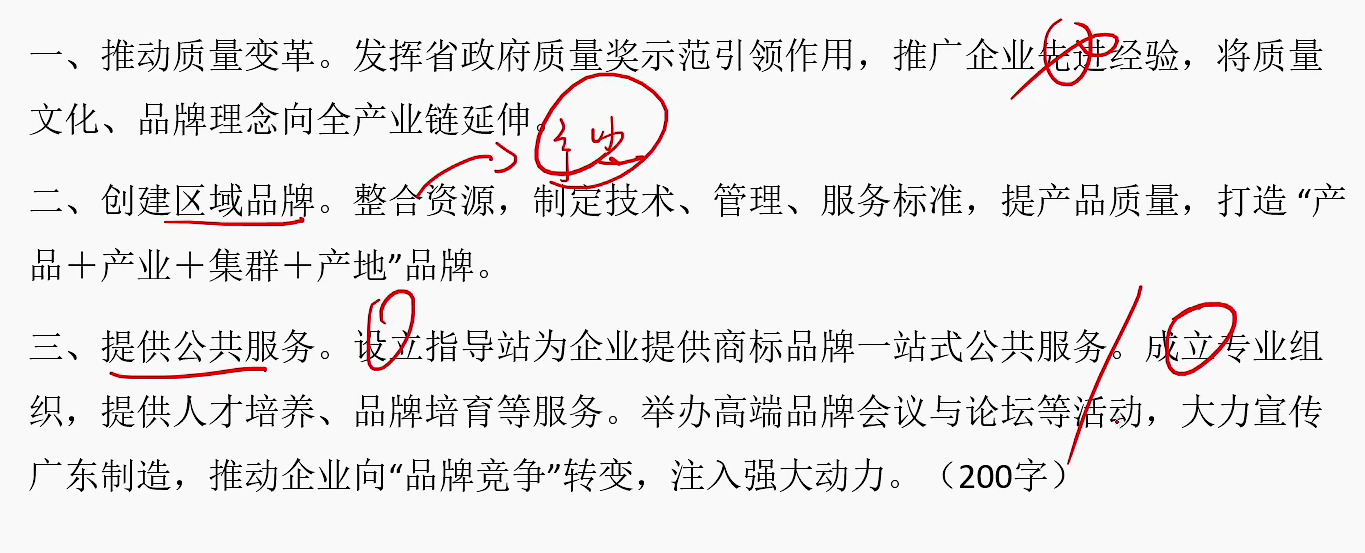 一、推动质量变革。发挥省政府质量奖示范引领作用，推广企业先进经验，将质量
文化、品牌理念向全产业链延伸。
二、创建区域品牌。整合资源，制定技术、管理、服务标准，提产品质量，打造“产
品＋产业＋集群＋产地”品牌。
三、提供公共服务。设立指导站为企业提供商标品牌一站式公共服务。成立专业组
织，提供人才培养、品牌培育等服务。举办高端品牌会议与论坛等活动，大力宣传
广东制造，推动企业向“品牌竞争”转变，注入强大动力。（200字）